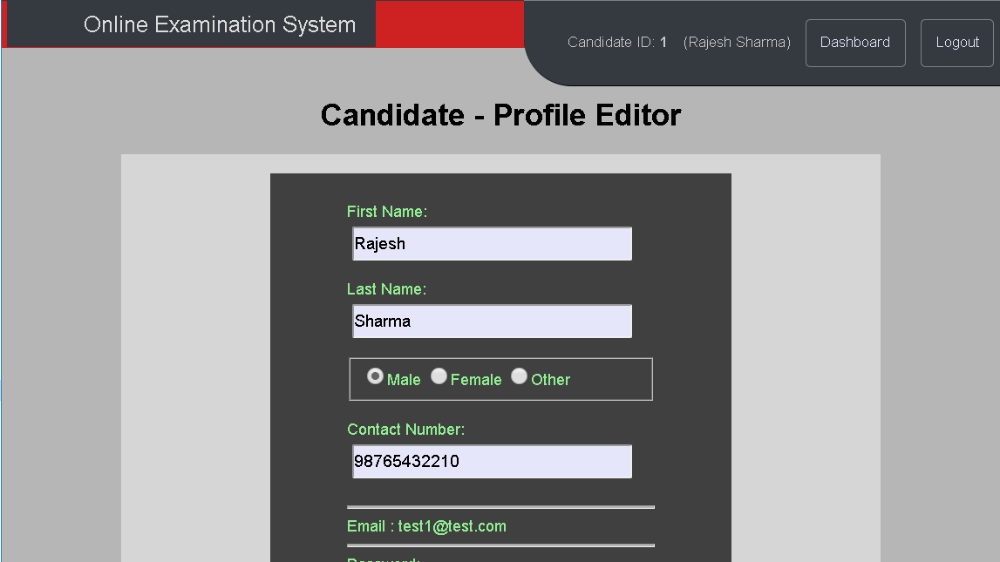 Online Examination System
Candidate ID: 1 (Rajesh Sharma) Dashboard Logout
Candidate - Profile Editor
First Name:
Rajesh
Last Name:
Sharma
Male Female Other
Contact Number:
98765432210
Email : test1@test.com
Password: